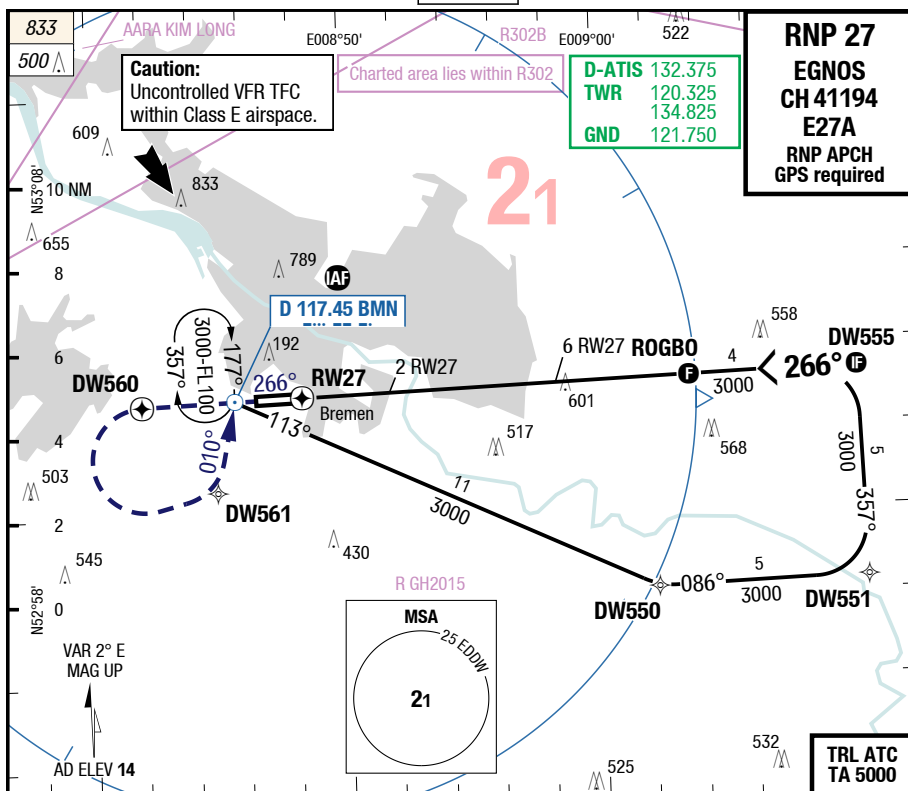 833
500
AARA KIM LONG
E008°50'
R302B
E009°00'
522
RNP 27
EGNOS
CH 41194
E27A
RNP APCH
GPS required
Caution:
Uncontrolled VFR TFC
within Class E airspace.
Charted area lies within R302
D-ATIS 132.375
TWR 120.325
134.825
GND 121.750
609
N53°08'
10 NM
833
21
655
8
789
IAF
D 117.45 BMN
558
DW555
IF
6
3000-FL100
357°
177°
192
266°
RW27
2 RW27
6 RW27
ROGBO
F
4
3000
266°
DW560
Bremen
601
113°
010°
517
568
5
3000
357°
4
503
DW561
11
3000
2
430
545
R GH2015
DW550
086°
5
3000
DW551
N52°58'
0
MSA
25 EDDW
21
VAR 2° E
MAG UP
AD ELEV 14
525
532
TRL ATC
TA 5000